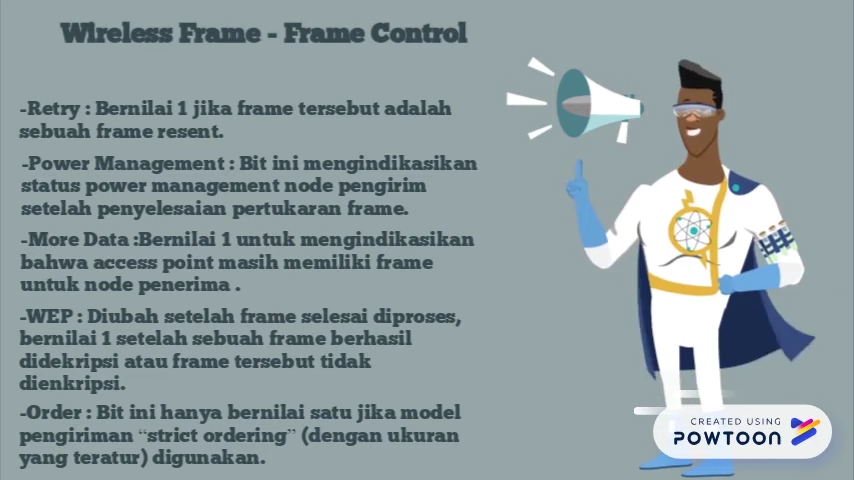 Wireless Frame - Frame Control
-Retry : Bernilai 1 jika frame tersebut adalah
sebuah frame resent.
-Power Management : Bit ini mengindikasikan
status power management node pengirim
setelah penyelesaian pertukaran frame.
-More Data :Bernilai 1 untuk mengindikasikan
bahwa access point masih memiliki frame
untuk node penerima .
-WEP : Diubah setelah frame selesai diproses,
bernilai 1 setelah sebuah frame berhasil
didekripsi atau frame tersebut tidak
dienkripsi.
-Order : Bit ini hanya bernilai satu jika model
pengiriman “strict ordering” (dengan ukuran
yang teratur) digunakan.
CREATED USING
POWTOON